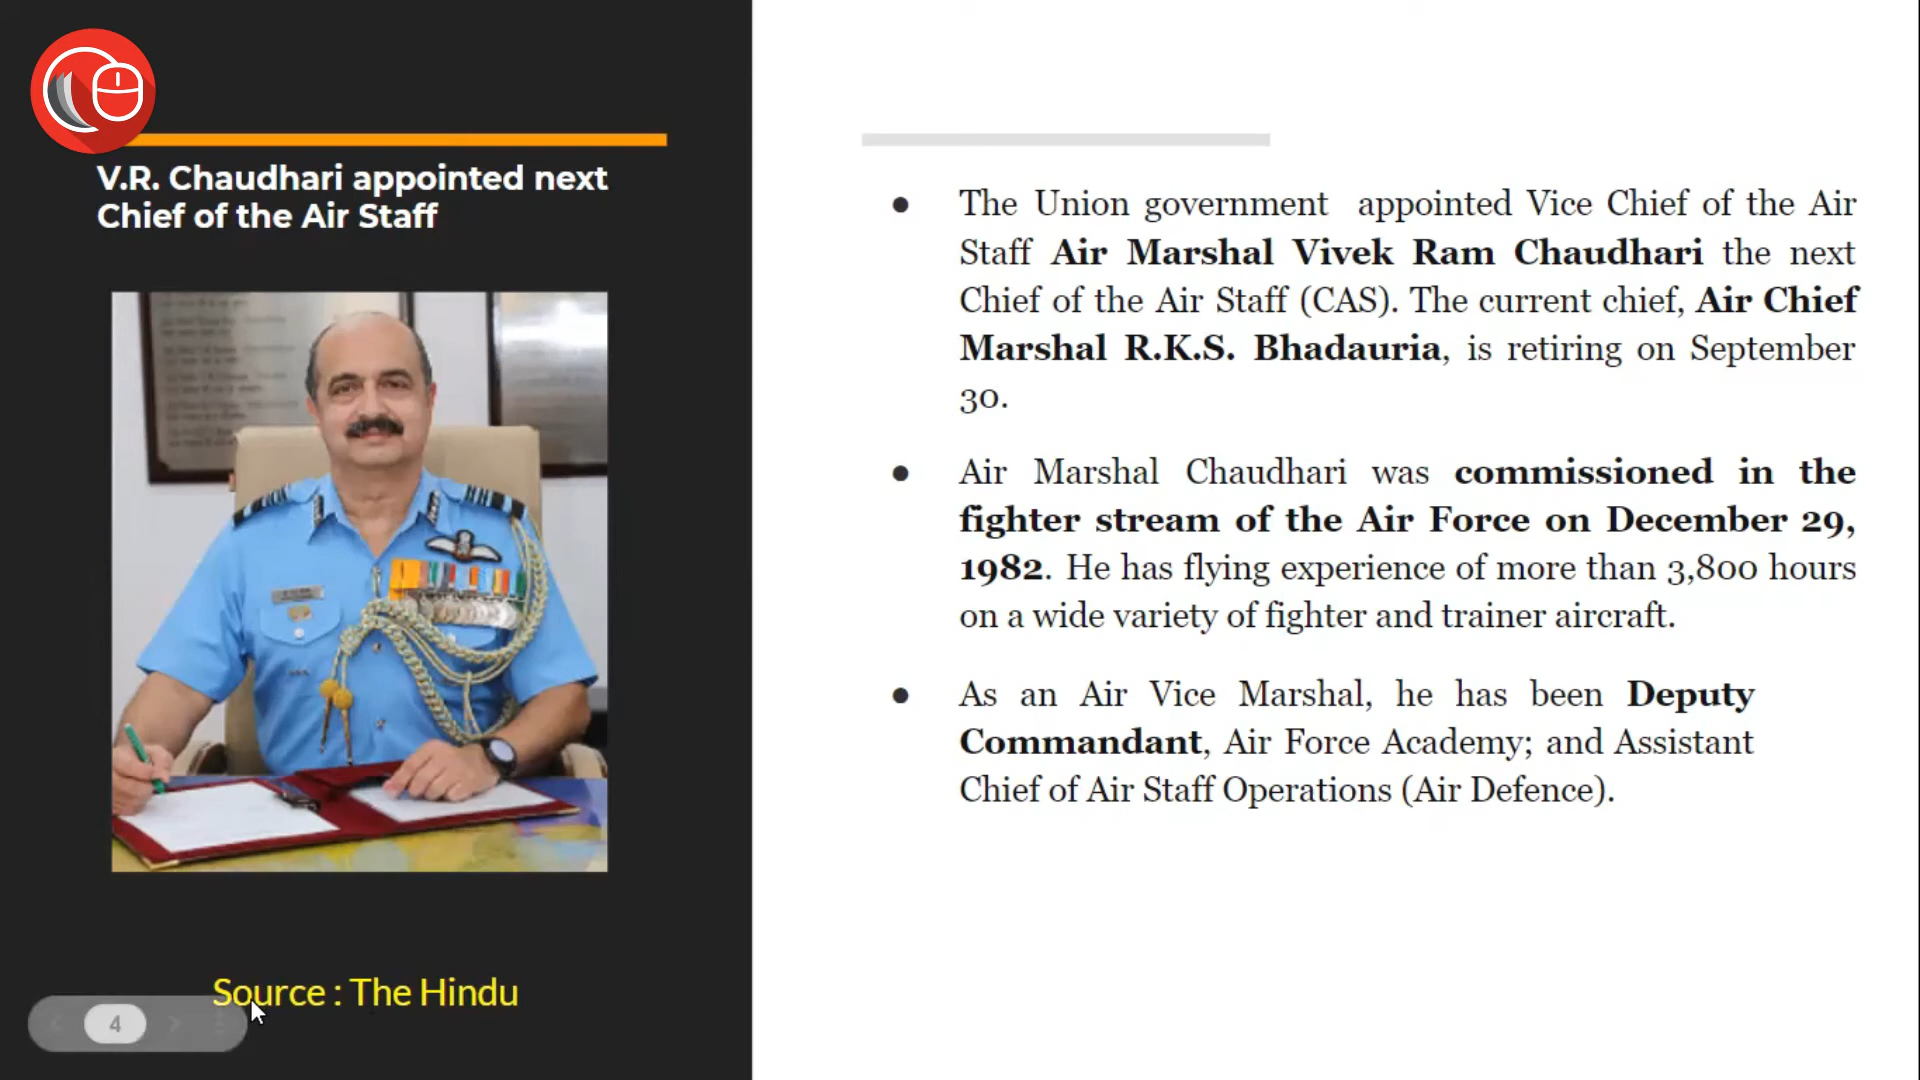 V.R. Chaudhari appointed next
Chief of the Air Staff
Source : The Hindu
4
The Union government appointed Vice Chief of the Air
Staff Air Marshal Vivek Ram Chaudhari the next
Chief of the Air Staff (CAS). The current chief, Air Chief
Marshal R.K.S. Bhadauria, is retiring on September
30.
Air Marshal Chaudhari was commissioned in the
fighter stream of the Air Force on December 29,
1982. He has flying experience of more than 3,800 hours
on a wide variety of fighter and trainer aircraft.
As an Air Vice Marshal, he has been Deputy
Commandant, Air Force Academy; and Assistant
Chief of Air Staff Operations (Air Defence).